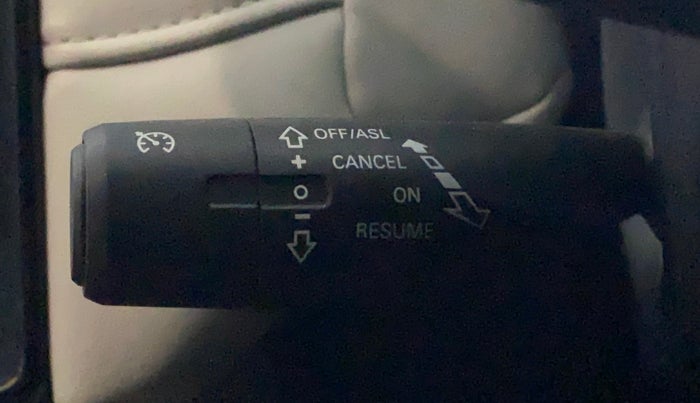 OFF/ASL
+ CANCEL
O ON
− RESUME